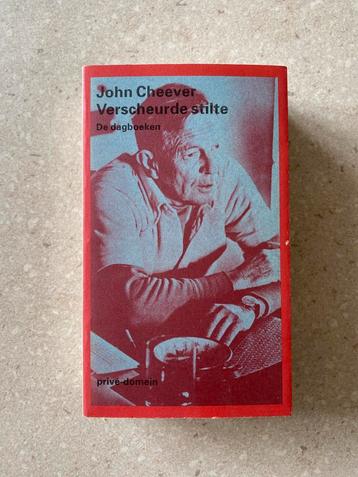 John Cheever
Verscheurde stilte
De dagboeken
privé-domein